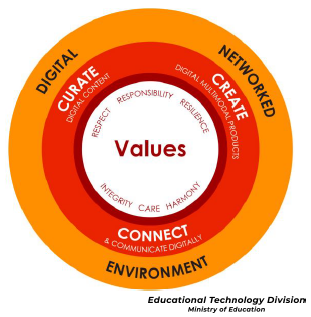 DIGITAL
NETWORKED
ENVIRONMENT
CURATE
DIGITAL CONTENT
CREATE
DIGITAL MULTIMODAL PRODUCTS
CONNECT
& COMMUNICATE DIGITALLY
RESPECT
RESPONSIBILITY
RESILIENCE
Values
INTEGRITY
CARE
HARMONY
Educational Technology Division
Ministry of Education